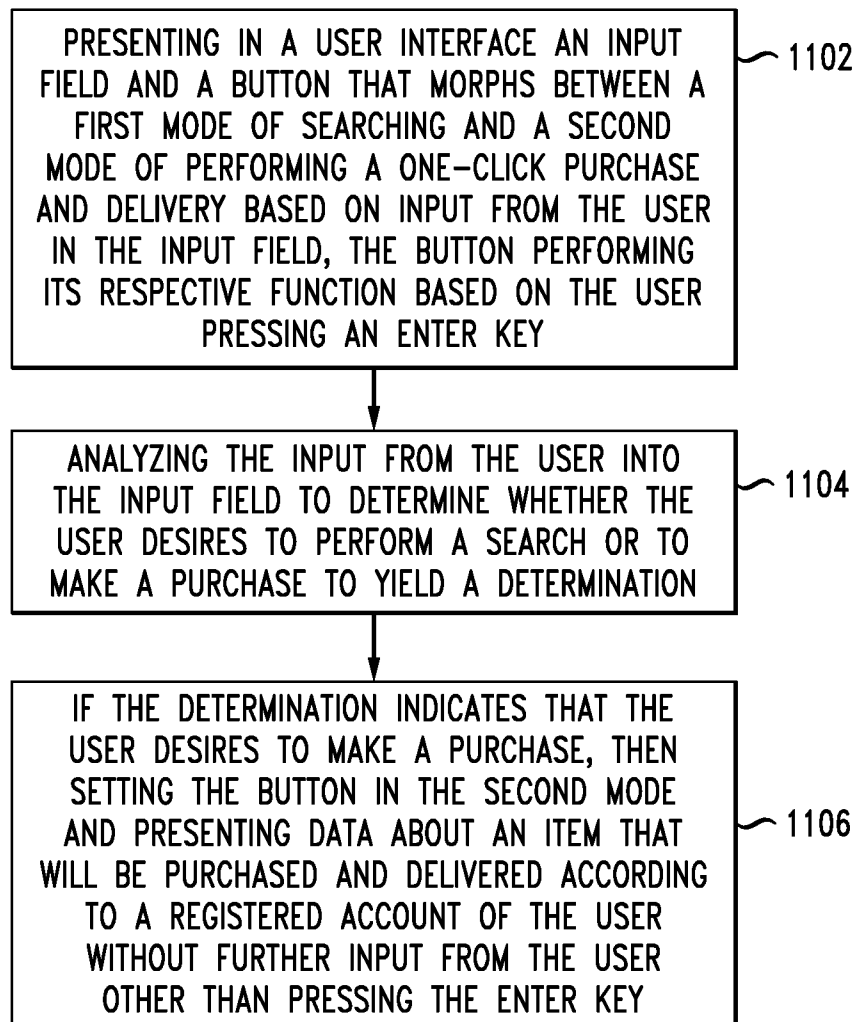 PRESENTING IN A USER INTERFACE AN INPUT
FIELD AND A BUTTON THAT MORPHS BETWEEN A
FIRST MODE OF SEARCHING AND A SECOND
MODE OF PERFORMING A ONE-CLICK PURCHASE
AND DELIVERY BASED ON INPUT FROM THE USER
IN THE INPUT FIELD, THE BUTTON PERFORMING
ITS RESPECTIVE FUNCTION BASED ON THE USER
PRESSING AN ENTER KEY
1102
ANALYZING THE INPUT FROM THE USER INTO
THE INPUT FIELD TO DETERMINE WHETHER THE
USER DESIRES TO PERFORM A SEARCH OR TO
MAKE A PURCHASE TO YIELD A DETERMINATION
1104
IF THE DETERMINATION INDICATES THAT THE
USER DESIRES TO MAKE A PURCHASE, THEN
SETTING THE BUTTON IN THE SECOND MODE
AND PRESENTING DATA ABOUT AN ITEM THAT
WILL BE PURCHASED AND DELIVERED ACCORDING
TO A REGISTERED ACCOUNT OF THE USER
WITHOUT FURTHER INPUT FROM THE USER
OTHER THAN PRESSING THE ENTER KEY
1106